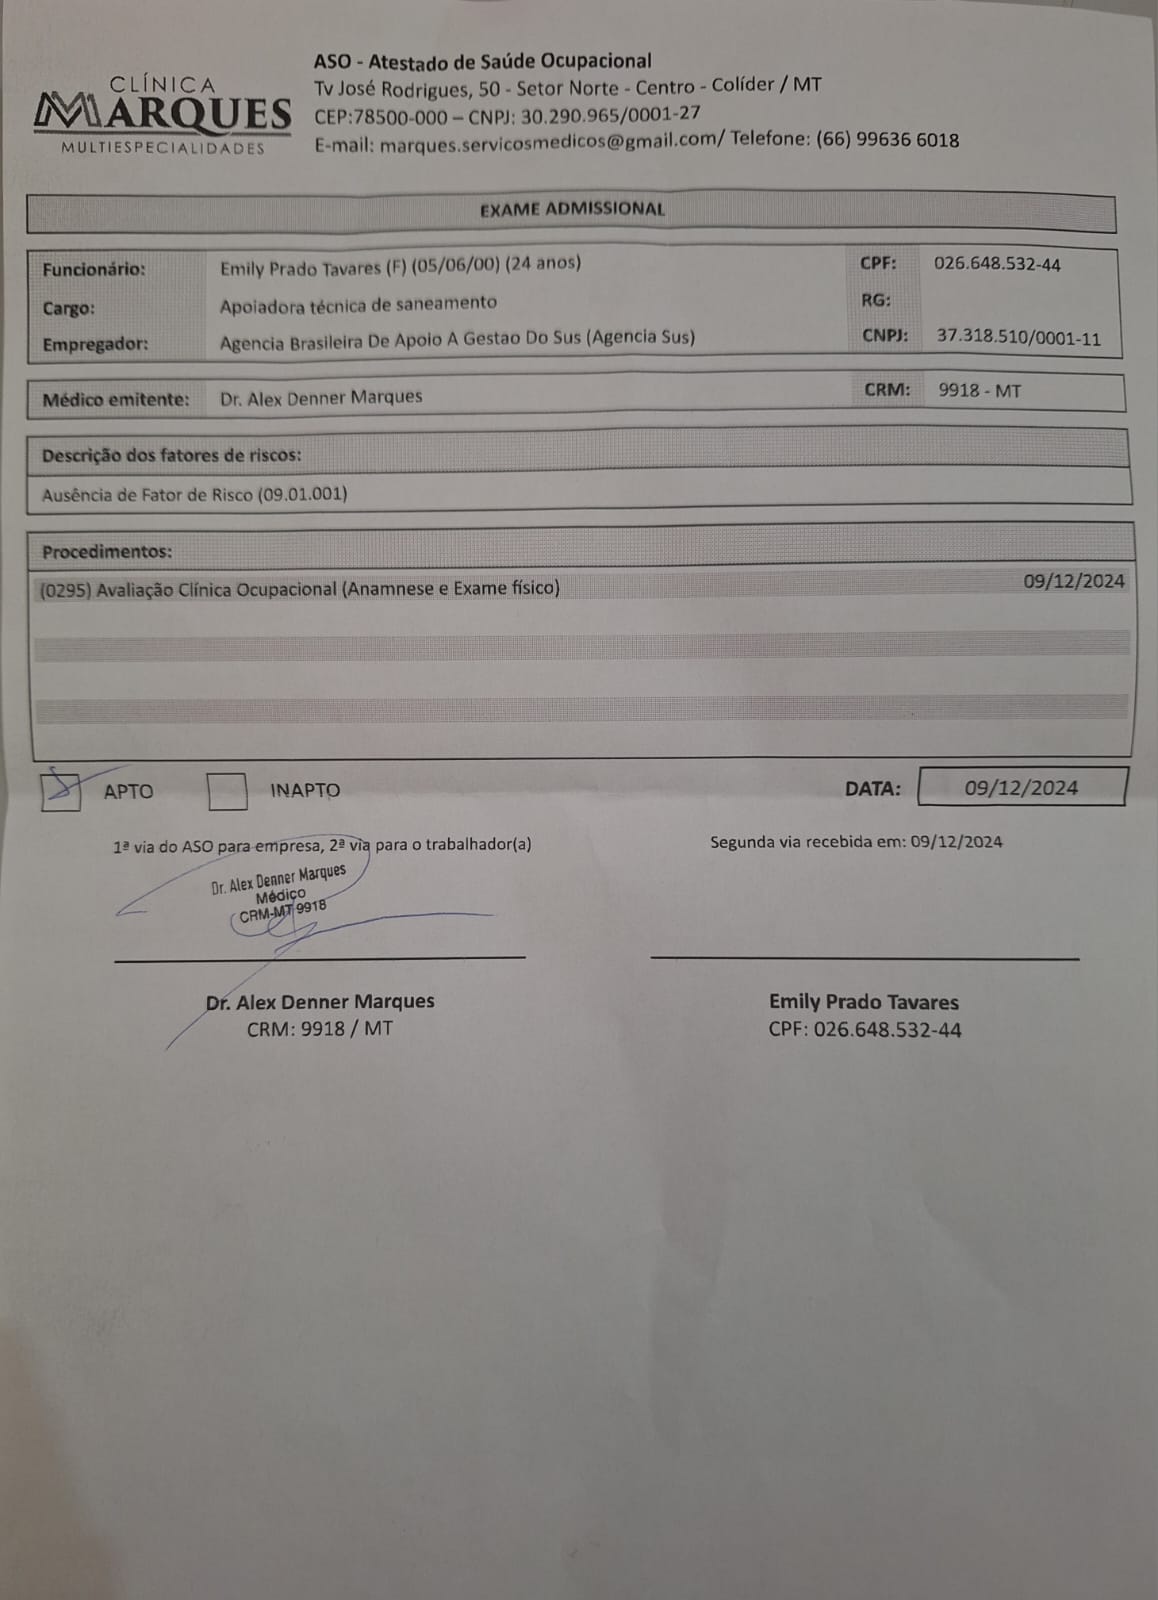 CLÍNICA
MARQUES
MULTIESPECIALIDADES
ASO - Atestado de Saúde Ocupacional
Tv José Rodrigues, 50 - Setor Norte - Centro - Colíder / MT
CEP:78500-000 – CNPJ: 30.290.965/0001-27
E-mail: marques.servicosmedicos@gmail.com/ Telefone: (66) 99636 6018
EXAME ADMISSIONAL
Funcionário: Emily Prado Tavares (F) (05/06/00) (24 anos) CPF: 026.648.532-44
Cargo: Apoiadora técnica de saneamento RG:
Empregador: Agencia Brasileira De Apoio A Gestao Do Sus (Agencia Sus) CNPJ: 37.318.510/0001-11
Médico emitente: Dr. Alex Denner Marques CRM: 9918 - MT
Descrição dos fatores de riscos:
Ausência de Fator de Risco (09.01.001)
Procedimentos:
(0295) Avaliação Clínica Ocupacional (Anamnese e Exame físico) 09/12/2024
APTO INAPTO DATA: 09/12/2024
1ª via do ASO para empresa, 2ª via para o trabalhador(a) Segunda via recebida em: 09/12/2024
Dr. Alex Denner Marques
Médico
CRM-MT 9918
Dr. Alex Denner Marques Emily Prado Tavares
CRM: 9918 / MT CPF: 026.648.532-44